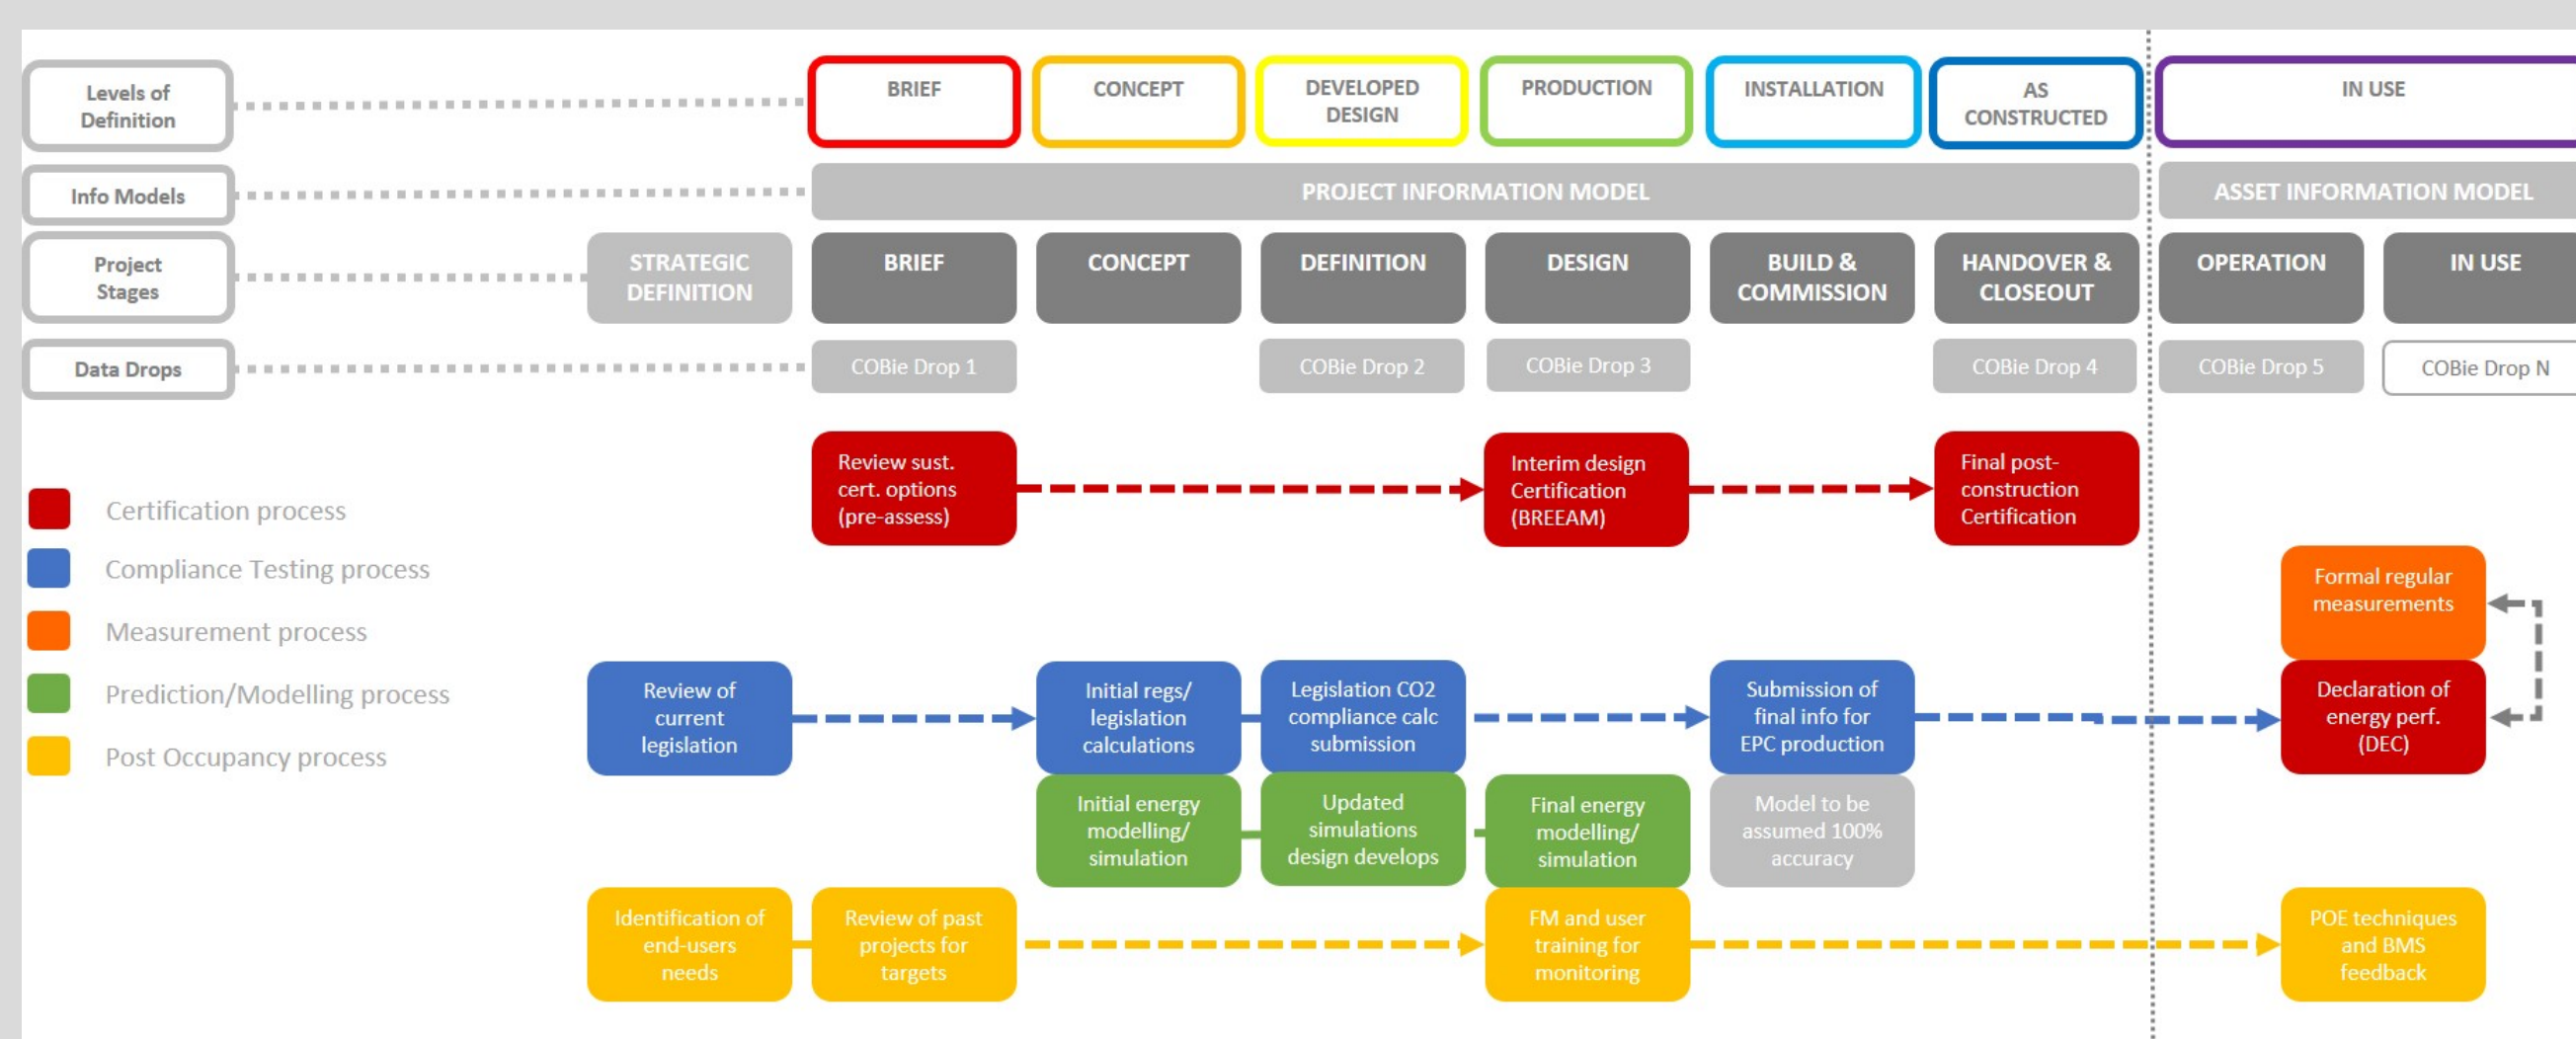 Levels of
Definition
BRIEF
CONCEPT
DEVELOPED
DESIGN
PRODUCTION
INSTALLATION
AS
CONSTRUCTED
IN USE
Info Models
PROJECT INFORMATION MODEL
ASSET INFORMATION MODEL
Project
Stages
STRATEGIC
DEFINITION
BRIEF
CONCEPT
DEFINITION
DESIGN
BUILD &
COMMISSION
HANDOVER &
CLOSEOUT
OPERATION
IN USE
Data Drops
COBie Drop 1
COBie Drop 2
COBie Drop 3
COBie Drop 4
COBie Drop 5
COBie Drop N
Review sust.
cert. options
(pre-assess)
Interim design
Certification
(BREEAM)
Final post-
construction
Certification
Certification process
Compliance Testing process
Measurement process
Prediction/Modelling process
Post Occupancy process
Formal regular
measurements
Review of
current
legislation
Initial regs/
legislation
calculations
Legislation CO2
compliance calc
submission
Submission of
final info for
EPC production
Declaration of
energy perf.
(DEC)
Initial energy
modelling/
simulation
Updated
simulations
design develops
Final energy
modelling/
simulation
Model to be
assumed 100%
accuracy
Identification of
end-users
needs
Review of past
projects for
targets
FM and user
training for
monitoring
POE techniques
and BMS
feedback